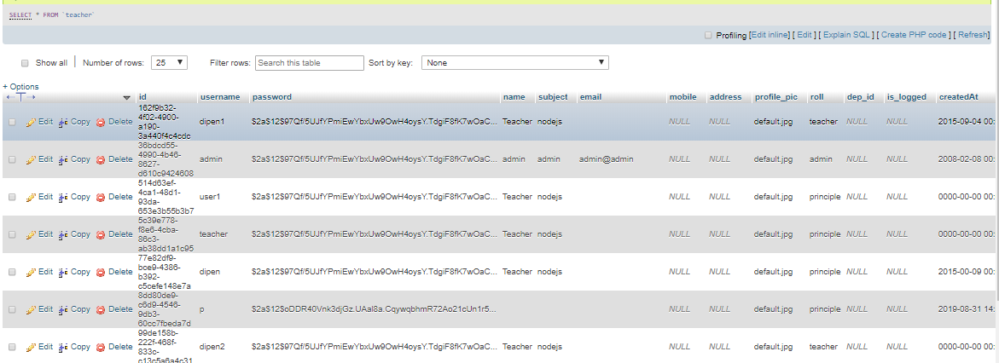 SELECT * FROM `teacher`
Profiling [Edit inline] [ Edit ] [ Explain SQL ] [ Create PHP code ] [ Refresh]
Show all Number of rows: 25 Filter rows: Search this table Sort by key: None
+ Options
id username password name subject email mobile address profile_pic roll dep_id is_logged createdAt
162f9b32-
4f02-4900-
a190-
3a440f4c4cdc
Edit Copy Delete dipen1 $2a$12$97Qf/5UJfYPmiEwYbxUw9OwH4oysY.TdgiF8fK7wOaC... Teacher nodejs NULL NULL default.jpg teacher NULL NULL 2015-09-04 00:
36bdcd55-
4990-4b46-
8627-
d610c9424608
Edit Copy Delete admin $2a$12$97Qf/5UJfYPmiEwYbxUw9OwH4oysY.TdgiF8fK7wOaC... admin admin admin@admin NULL NULL default.jpg admin NULL NULL 2008-02-08 00:
514d63ef-
4ca1-48d1-
93da-
653e3b55b3b7
Edit Copy Delete user1 $2a$12$97Qf/5UJfYPmiEwYbxUw9OwH4oysY.TdgiF8fK7wOaC... Teacher nodejs NULL NULL default.jpg principle NULL NULL 0000-00-00 00:
5c39e778-
f8e6-4cba-
86c3-
ab38dd1a1c95
Edit Copy Delete teacher $2a$12$97Qf/5UJfYPmiEwYbxUw9OwH4oysY.TdgiF8fK7wOaC... Teacher nodejs NULL NULL default.jpg principle NULL NULL 0000-00-00 00:
77e82df9-
bce9-4386-
b392-
c5cefe148e7a
Edit Copy Delete dipen $2a$12$97Qf/5UJfYPmiEwYbxUw9OwH4oysY.TdgiF8fK7wOaC... Teacher nodejs NULL NULL default.jpg principle NULL NULL 2015-00-09 00:
8dd80de9-
c6d9-4546-
9db3-
60cc7fbeda7d
Edit Copy Delete p $2a$12$oDDR40Vnk3djGz.UAal8a.CqywqbhmR72Ao21cUn1r5... NULL NULL default.jpg principle NULL NULL 2019-08-31 14:
99de158b-
222f-468f-
833c-
c13c5a6a4c31
Edit Copy Delete dipen2 $2a$12$97Qf/5UJfYPmiEwYbxUw9OwH4oysY.TdgiF8fK7wOaC... Teacher nodejs NULL NULL default.jpg teacher NULL NULL 0000-00-00 00: